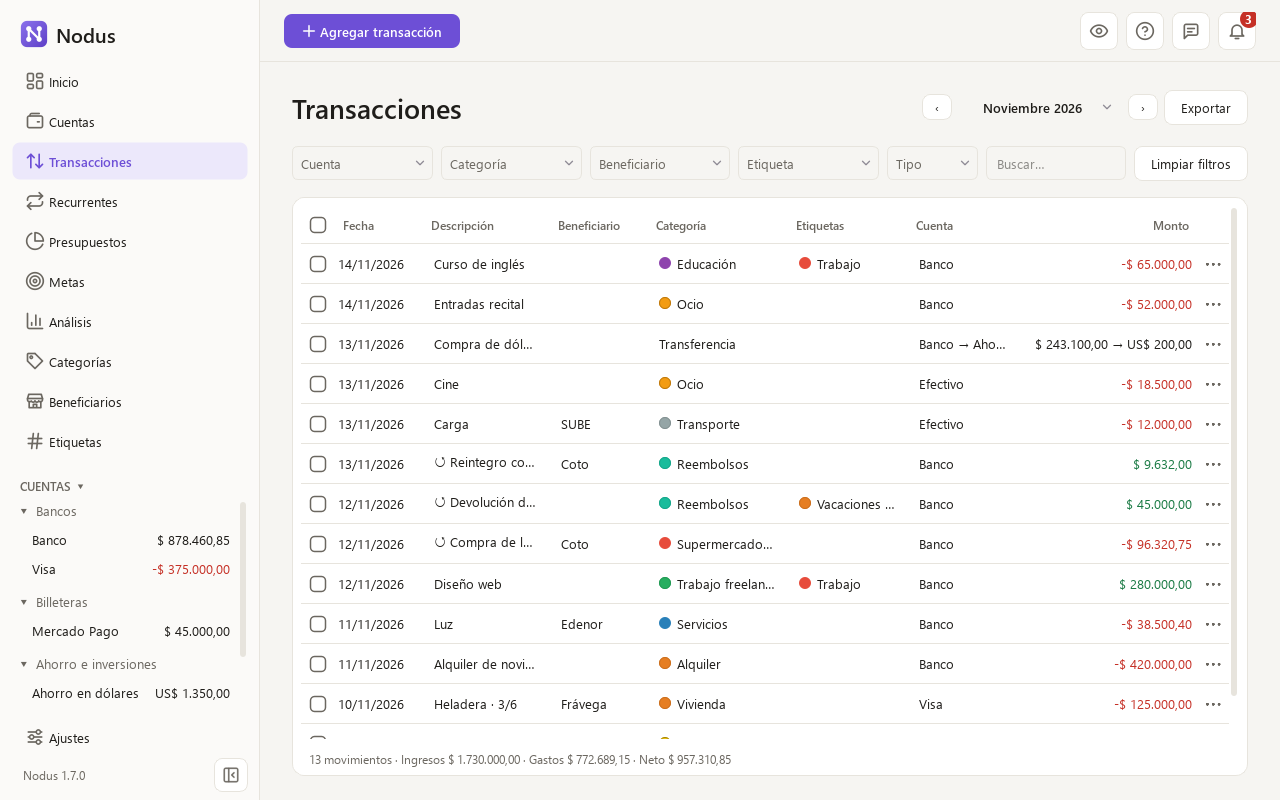 Nodus
Inicio
Cuentas
Transacciones
Recurrentes
Presupuestos
Metas
Análisis
Categorías
Beneficiarios
Etiquetas
CUENTAS
Bancos
Banco $ 878.460,85
Visa -$ 375.000,00
Billeteras
Mercado Pago $ 45.000,00
Ahorro e inversiones
Ahorro en dólares US$ 1.350,00
Ajustes
Nodus 1.7.0
+ Agregar transacción
3
Transacciones
‹ Noviembre 2026 › Exportar
Cuenta Categoría Beneficiario Etiqueta Tipo Buscar... Limpiar filtros
Fecha Descripción Beneficiario Categoría Etiquetas Cuenta Monto
14/11/2026 Curso de inglés Educación Trabajo Banco -$ 65.000,00
14/11/2026 Entradas recital Ocio Banco -$ 52.000,00
13/11/2026 Compra de dól... Transferencia Banco → Aho... $ 243.100,00 → US$ 200,00
13/11/2026 Cine Ocio Efectivo -$ 18.500,00
13/11/2026 Carga SUBE Transporte Efectivo -$ 12.000,00
13/11/2026 Reintegro co... Coto Reembolsos Banco $ 9.632,00
12/11/2026 Devolución d... Reembolsos Vacaciones ... Banco $ 45.000,00
12/11/2026 Compra de l... Coto Supermercado... Banco -$ 96.320,75
12/11/2026 Diseño web Trabajo freelan... Trabajo Banco $ 280.000,00
11/11/2026 Luz Edenor Servicios Banco -$ 38.500,40
11/11/2026 Alquiler de novi... Alquiler Banco -$ 420.000,00
10/11/2026 Heladera · 3/6 Frávega Vivienda Visa -$ 125.000,00
13 movimientos · Ingresos $ 1.730.000,00 · Gastos $ 772.689,15 · Neto $ 957.310,85